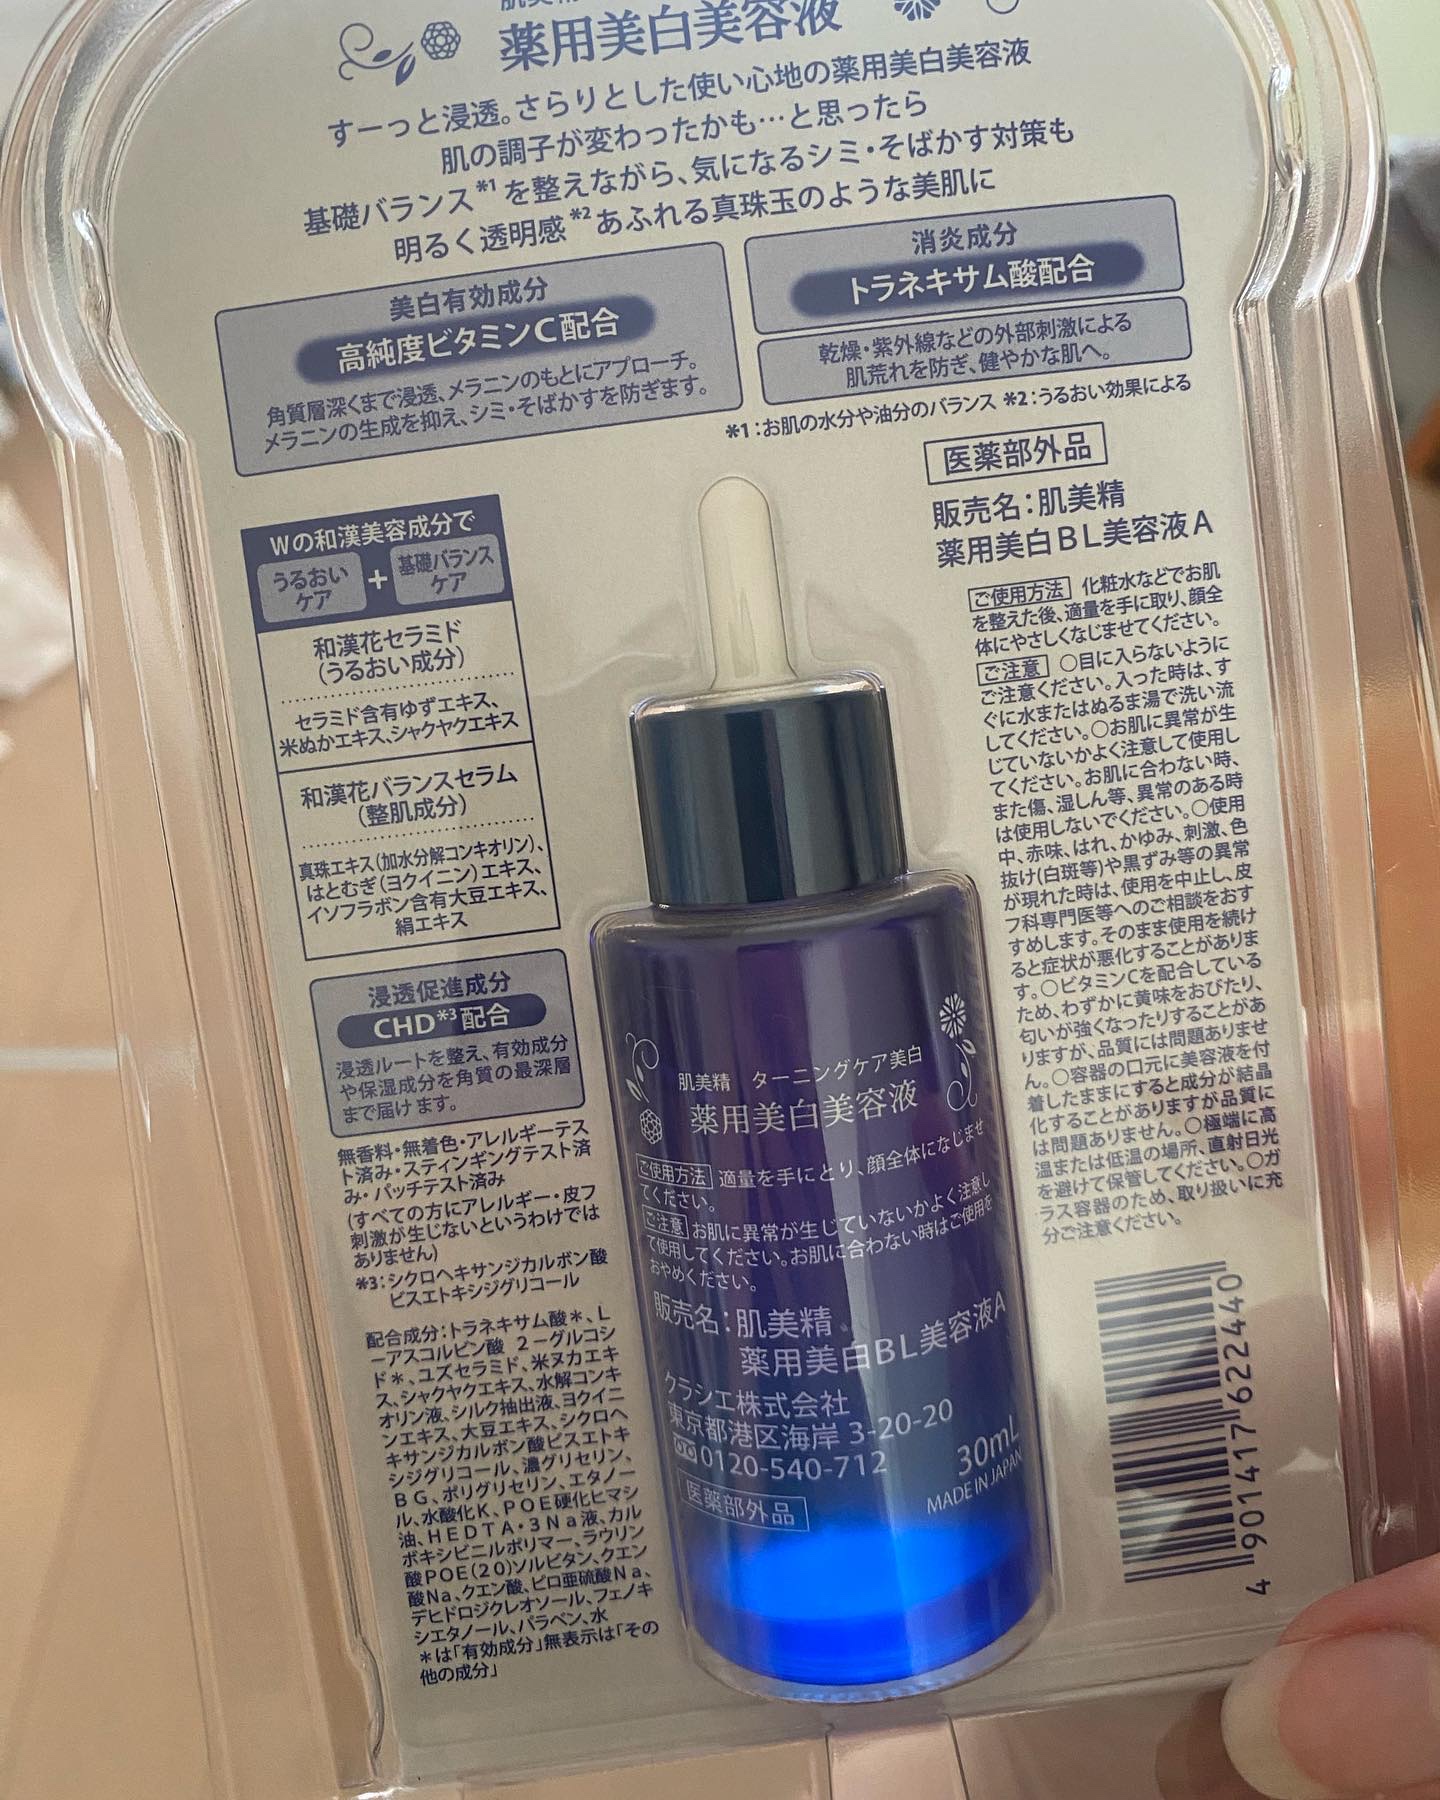 薬用美白美容液
すーっと浸透。さらりとした使い心地の薬用美白美容液
肌の調子が変わったかも…と思ったら
基礎バランス*1を整えながら、気になるシミ・そばかす対策も
明るく透明感*2あふれる真珠玉のような美肌に
美白有効成分
高純度ビタミンC配合
角質層深くまで浸透、メラニンのもとにアプローチ。
メラニンの生成を抑え、シミ・そばかすを防ぎます。
消炎成分
トラネキサム酸配合
乾燥・紫外線などの外部刺激による
肌荒れを防ぎ、健やかな肌へ。
*1:お肌の水分や油分のバランス *2:うるおい効果による
Wの和漢美容成分で
うるおい
ケア
+
基礎バランス
ケア
和漢花セラミド
(うるおい成分)
セラミド含有ゆずエキス、
米ぬかエキス、シャクヤクエキス
和漢花バランスセラム
(整肌成分)
真珠エキス(加水分解コンキオリン)、
はとむぎ(ヨクイニン)エキス、
イソフラボン含有大豆エキス、
絹エキス
浸透促進成分
CHD*3配合
浸透ルートを整え、有効成分
や保湿成分を角質の最深層
まで届けます。
無香料・無着色・アレルギーテス
ト済み・スティンギングテスト済
み・パッチテスト済み
(すべての方にアレルギー・皮フ
刺激が生じないというわけでは
ありません)
*3:シクロヘキサンジカルボン酸
ビスエトキシジグリコール
配合成分:トラネキサム酸*、L
-アスコルビン酸 2-グルコシ
ド*、ユズセラミド、米ヌカエキ
ス、シャクヤクエキス、水解コンキ
オリン液、シルク抽出液、ヨクイニ
ンエキス、大豆エキス、シクロヘ
キサンジカルボン酸ビスエトキ
シジグリコール、濃グリセリン、
BG、ポリグリセリン、エタノー
ル、水酸化K、POE硬化ヒマシ
油、HEDTA・3Na液、カル
ボキシビニルポリマー、ラウリン
酸POE(20)ソルビタン、クエン
酸Na、クエン酸、ピロ亜硫酸Na、
デヒドロジクレオソール、フェノキ
シエタノール、パラベン、水
*は「有効成分」無表示は「その
他の成分」
医薬部外品
販売名:肌美精
薬用美白BL美容液A
ご使用方法 化粧水などでお肌
を整えた後、適量を手に取り、顔全
体にやさしくなじませてください。
ご注意 ○目に入らないように
ご注意ください。入った時は、す
ぐに水またはぬるま湯で洗い流
してください。○お肌に異常が生
じていないかよく注意して使用し
てください。お肌に合わない時、
また傷、湿しん等、異常のある時
は使用しないでください。○使用
中、赤味、はれ、かゆみ、刺激、色
抜け(白斑等)や黒ずみ等の異常
が現れた時は、使用を中止し、皮
フ科専門医等へのご相談をおす
すめします。そのまま使用を続け
ると症状が悪化することがありま
す。○ビタミンCを配合している
ため、わずかに黄味をおびたり、
匂いが強くなったりすることがあ
りますが、品質には問題ありませ
ん。○容器の口元に美容液を付
着したままにすると成分が結晶
化することがありますが品質に
は問題ありません。○極端に高
温または低温の場所、直射日光
を避けて保管してください。○ガ
ラス容器のため、取り扱いに充
分ご注意ください。
肌美精 ターニングケア美白
薬用美白美容液
ご使用方法 適量を手にとり、顔全体になじませ
てください。
ご注意 お肌に異常が生じていないかよく注意し
て使用してください。お肌に合わない時はご使用を
おやめください。
販売名:肌美精
薬用美白BL美容液A
クラシエ株式会社
東京都港区海岸 3-20-20
0120-540-712
30mL
医薬部外品
MADE IN JAPAN
4 901417 622440